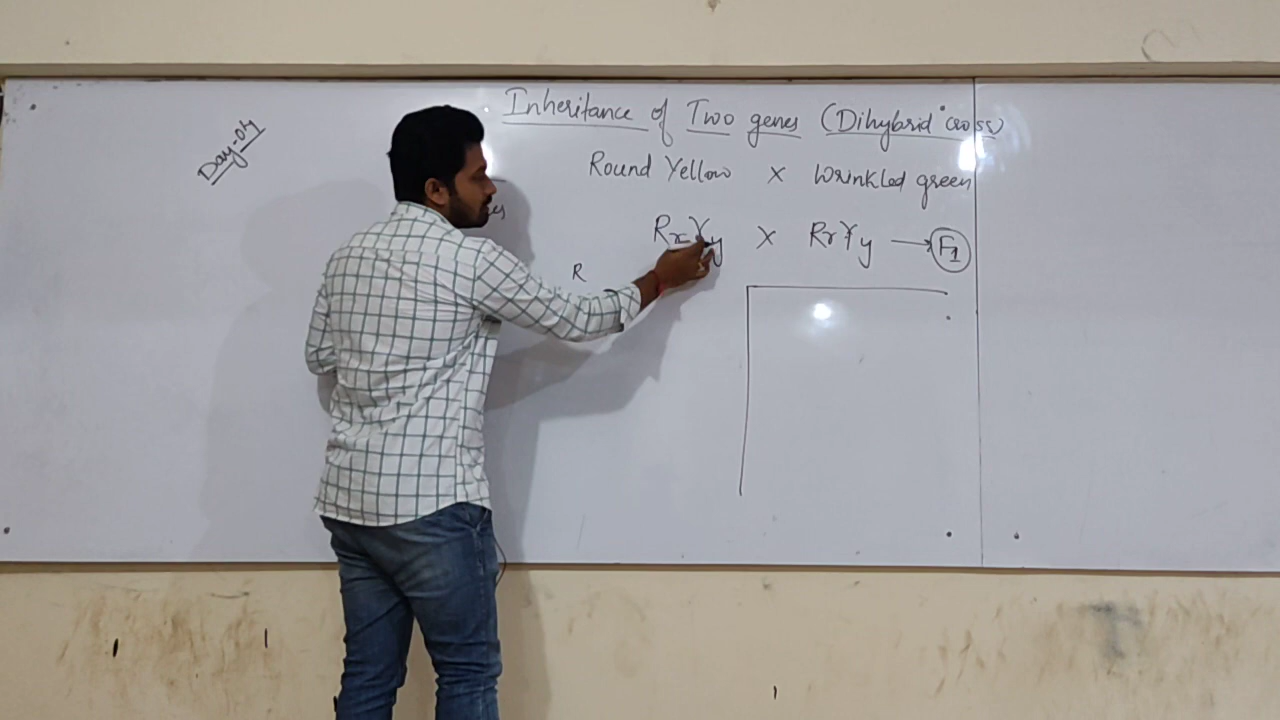 Inheritance of Two genes (Dihybrid cross)
Day-04
Round Yellow x Wrinkled green
RrYy x RrYy → F1
R